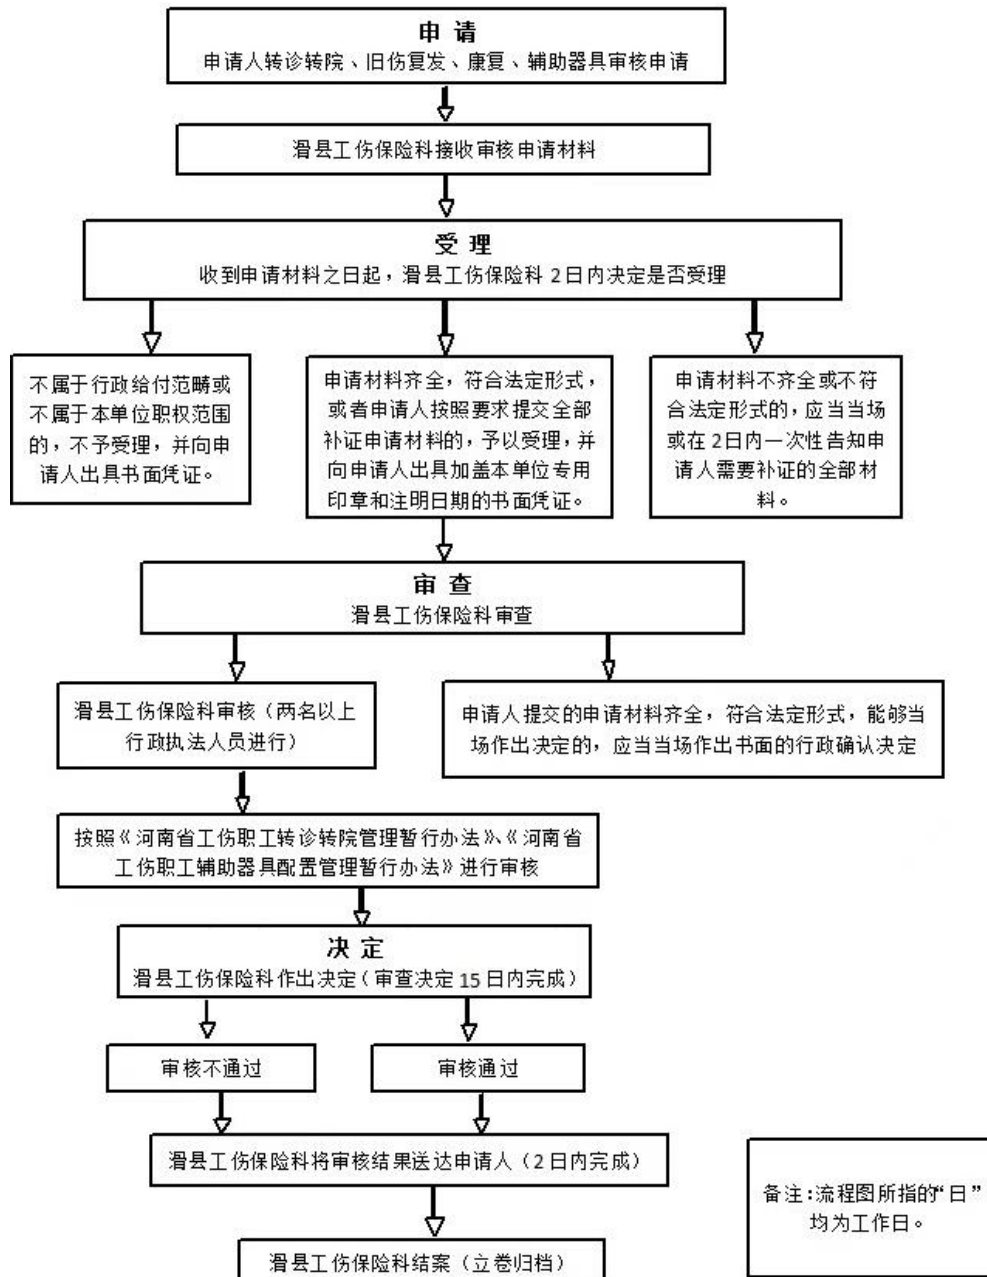 申请
申请人转诊转院、旧伤复发、康复、辅助器具审核申请
滑县工伤保险科接收审核申请材料
受理
收到申请材料之日起，滑县工伤保险科 2日内决定是否受理
不属于行政给付范畴或
不属于本单位职权范围
的，不予受理，并向申
请人出具书面凭证。
申请材料齐全，符合法定形式，
或者申请人按照要求提交全部
补证申请材料的，予以受理，并
向申请人出具加盖本单位专用
印章和注明日期的书面凭证。
申请材料不齐全或不符
合法定形式的，应当当场
或在2日内一次性告知申
请人需要补证的全部材
料。
审查
滑县工伤保险科审查
滑县工伤保险科审核（两名以上
行政执法人员进行）
申请人提交的申请材料齐全，符合法定形式，能够当
场作出决定的，应当当场作出书面的行政确认决定
按照《河南省工伤职工转诊转院管理暂行办法》、《河南省
工伤职工辅助器具配置管理暂行办法》进行审核
决定
滑县工伤保险科作出决定（审查决定15日内完成）
审核不通过
审核通过
滑县工伤保险科将审核结果送达申请人（2日内完成）
滑县工伤保险科结案（立卷归档）
备注：流程图所指的“日”
均为工作日。